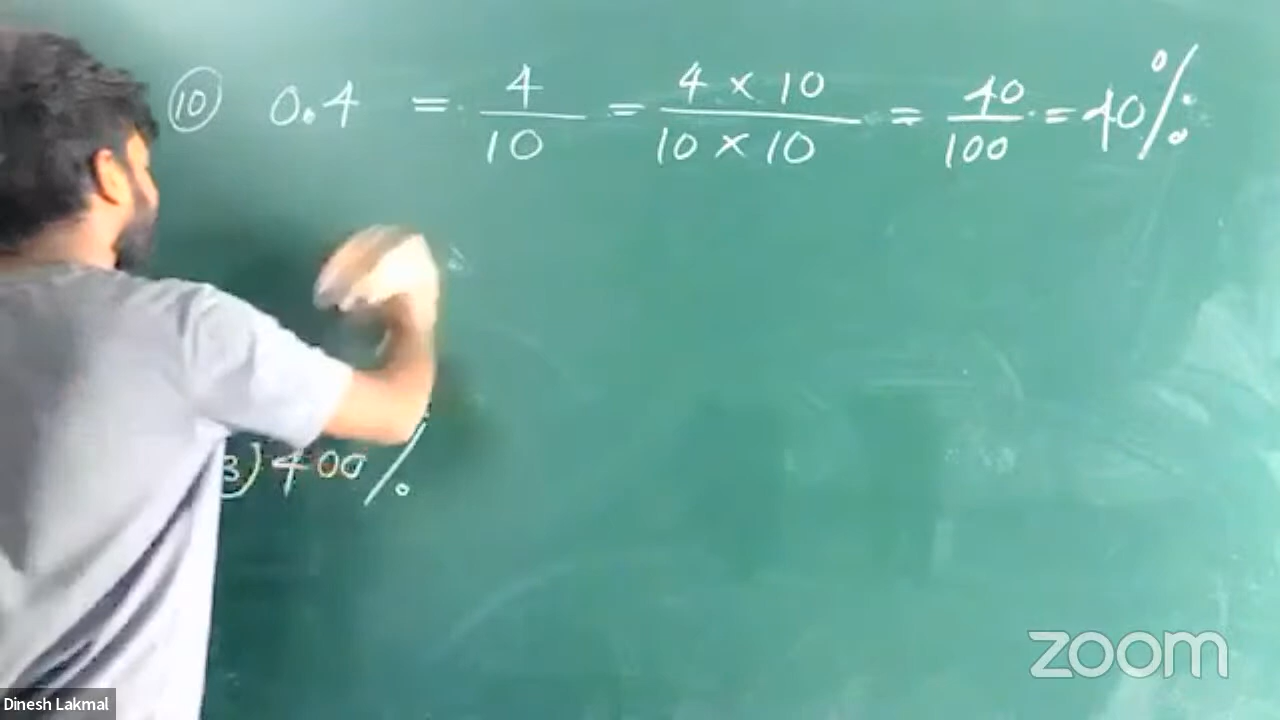 ⑩ 0.4 = 4/10 = 4 × 10/10 × 10 = 40/100 = 40%
3) 400%
zoom
Dinesh Lakmal